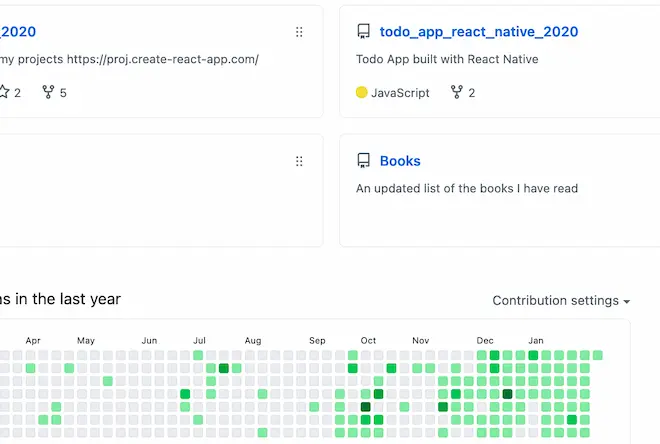 _2020
my projects https://proj.create-react-app.com/
2 5
todo_app_react_native_2020
Todo App built with React Native
JavaScript 2
Books
An updated list of the books I have read
ns in the last year
Contribution settings
Apr May Jun Jul Aug Sep Oct Nov Dec Jan